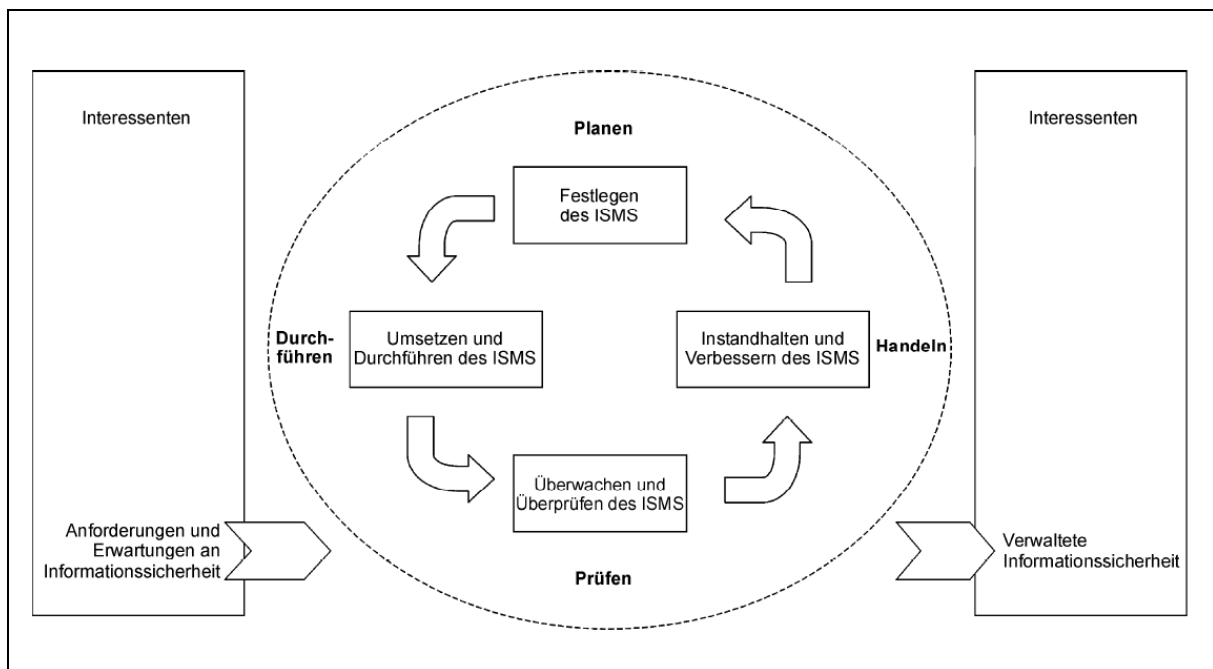 Interessenten
Anforderungen und
Erwartungen an
Informationssicherheit
Planen
Festlegen
des ISMS
Durch-
führen
Umsetzen und
Durchführen des ISMS
Instandhalten und
Verbessern des ISMS
Handeln
Überwachen und
Überprüfen des ISMS
Prüfen
Interessenten
Verwaltete
Informationssicherheit